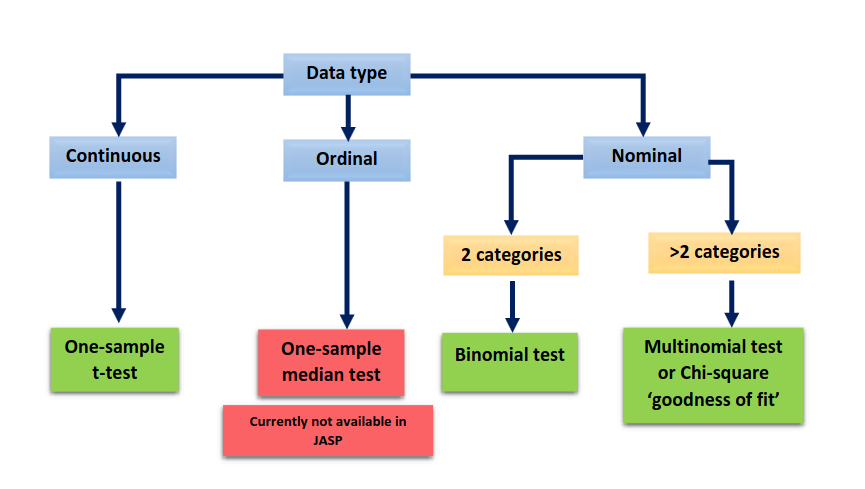 Data type
Continuous
Ordinal
Nominal
2 categories
>2 categories
One-sample
t-test
One-sample
median test
Currently not available in
JASP
Binomial test
Multinomial test
or Chi-square
‘goodness of fit’